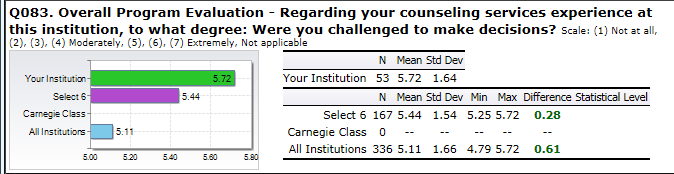 Q083. Overall Program Evaluation - Regarding your counseling services experience at
this institution, to what degree: Were you challenged to make decisions? Scale: (1) Not at all,
(2), (3), (4) Moderately, (5), (6), (7) Extremely, Not applicable
Your Institution 5.72
Select 6 5.44
Carnegie Class
All Institutions 5.11
5.00 5.20 5.40 5.60 5.80
N Mean Std Dev
Your Institution 53 5.72 1.64
N Mean Std Dev Min Max Difference Statistical Level
Select 6 167 5.44 1.54 5.25 5.72 0.28
Carnegie Class 0 -- -- -- -- --
All Institutions 336 5.11 1.66 4.79 5.72 0.61